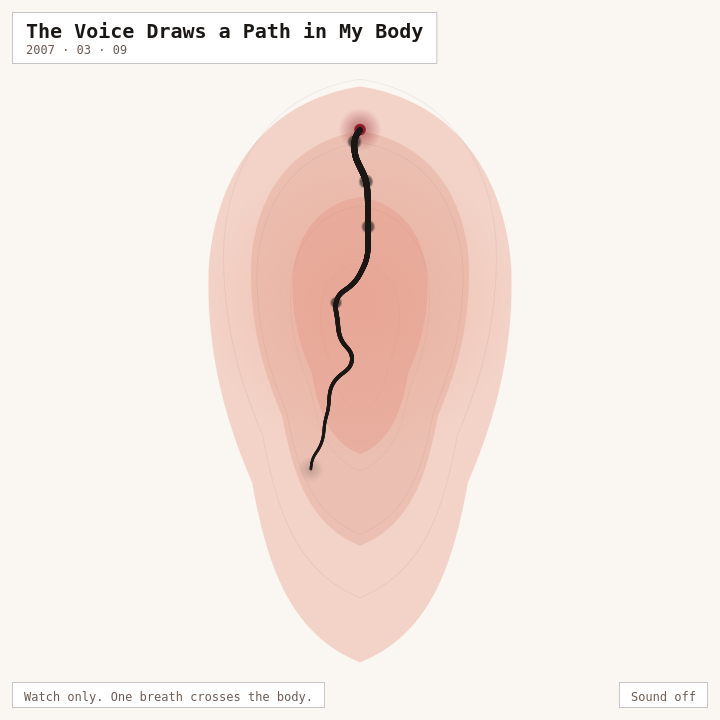 The Voice Draws a Path in My Body
2007 · 03 · 09
Watch only. One breath crosses the body.
Sound off